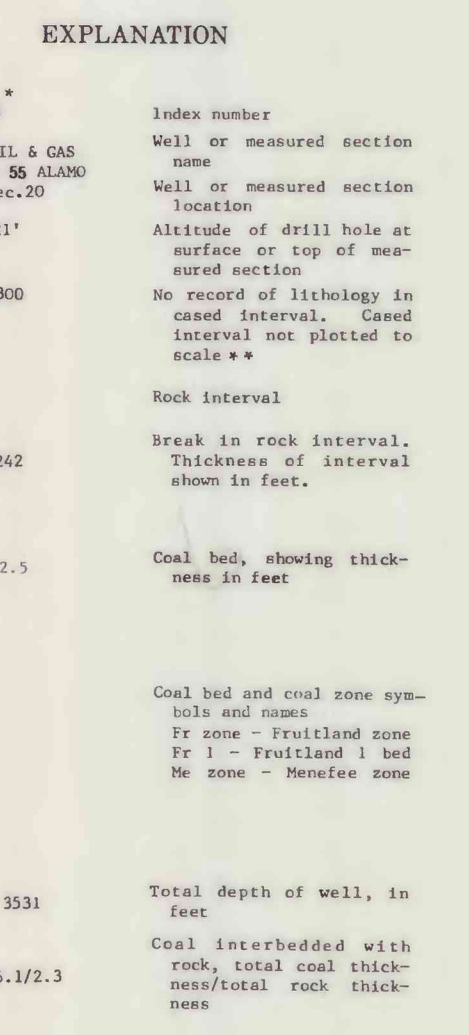 EXPLANATION
*
Index number
IL & GAS
55 ALAMO
Well or measured section
name
ec.20
Well or measured section
location
1'
Altitude of drill hole at
surface or top of mea-
sured section
300
No record of lithology in
cased interval. Cased
interval not plotted to
scale * *
Rock interval
242
Break in rock interval.
Thickness of interval
shown in feet.
2.5
Coal bed, showing thick-
ness in feet
Coal bed and coal zone sym-
bols and names
Fr zone - Fruitland zone
Fr 1 - Fruitland 1 bed
Me zone - Menefee zone
3531
Total depth of well, in
feet
.1/2.3
Coal interbedded with
rock, total coal thick-
ness/total rock thick-
ness